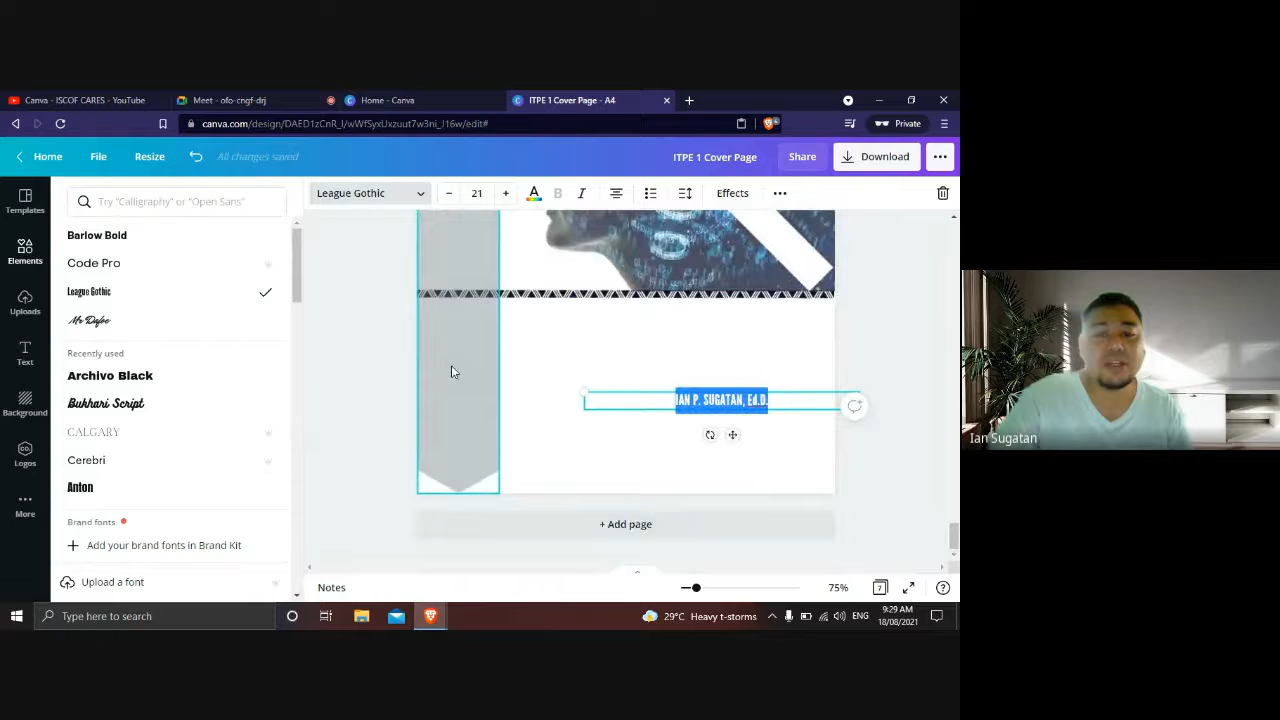 Canva - ISCOF CARES - YouTube
Meet - ofo-cngf-drj
Home - Canva
ITPE 1 Cover Page - A4
canva.com/design/DAED1zCnR_I/wWfSyxUxzuut7w3ni_J16w/edit#
Private
Home
File
Resize
All changes saved
ITPE 1 Cover Page
Share
Download
Templates
Elements
Uploads
Text
Background
Logos
More
Try "Calligraphy" or "Open Sans"
League Gothic
21
A
B
I
Effects
Barlow Bold
Code Pro
League Gothic
Mr Dafoe
Recently used
Archivo Black
Bukhari Script
CALGARY
Cerebri
Anton
Brand fonts
Add your brand fonts in Brand Kit
Upload a font
IAN P. SUGATAN, Ed.D.
+ Add page
Notes
75%
7
Type here to search
29°C Heavy t-storms
ENG
9:29 AM
18/08/2021
Ian Sugatan